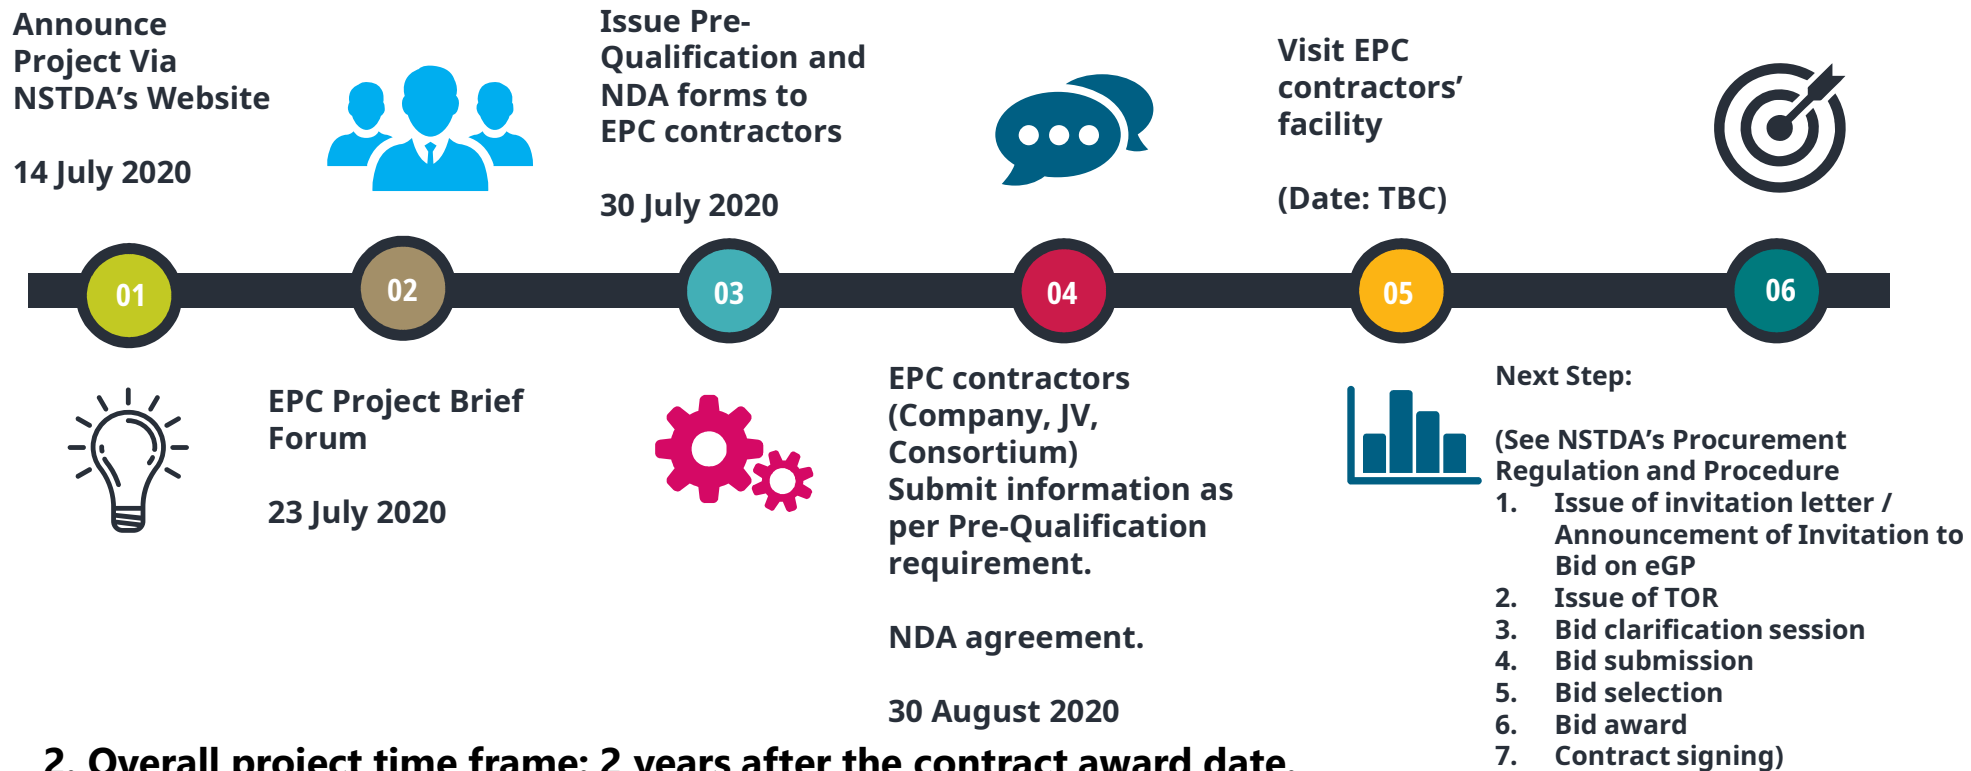 Announce
Project Via
NSTDA's Website
14 July 2020
Issue Pre-
Qualification and
NDA forms to
EPC contractors
30 July 2020
Visit EPC
contractors’
facility
(Date: TBC)
01
02
03
04
05
06
EPC Project Brief
Forum
23 July 2020
EPC contractors
(Company, JV,
Consortium)
Submit information as
per Pre-Qualification
requirement.
NDA agreement.
30 August 2020
Next Step:
(See NSTDA’s Procurement
Regulation and Procedure
1. Issue of invitation letter /
Announcement of Invitation to
Bid on eGP
2. Issue of TOR
3. Bid clarification session
4. Bid submission
5. Bid selection
6. Bid award
7. Contract signing)
2. Overall project time frame: 2 years after the contract award date.